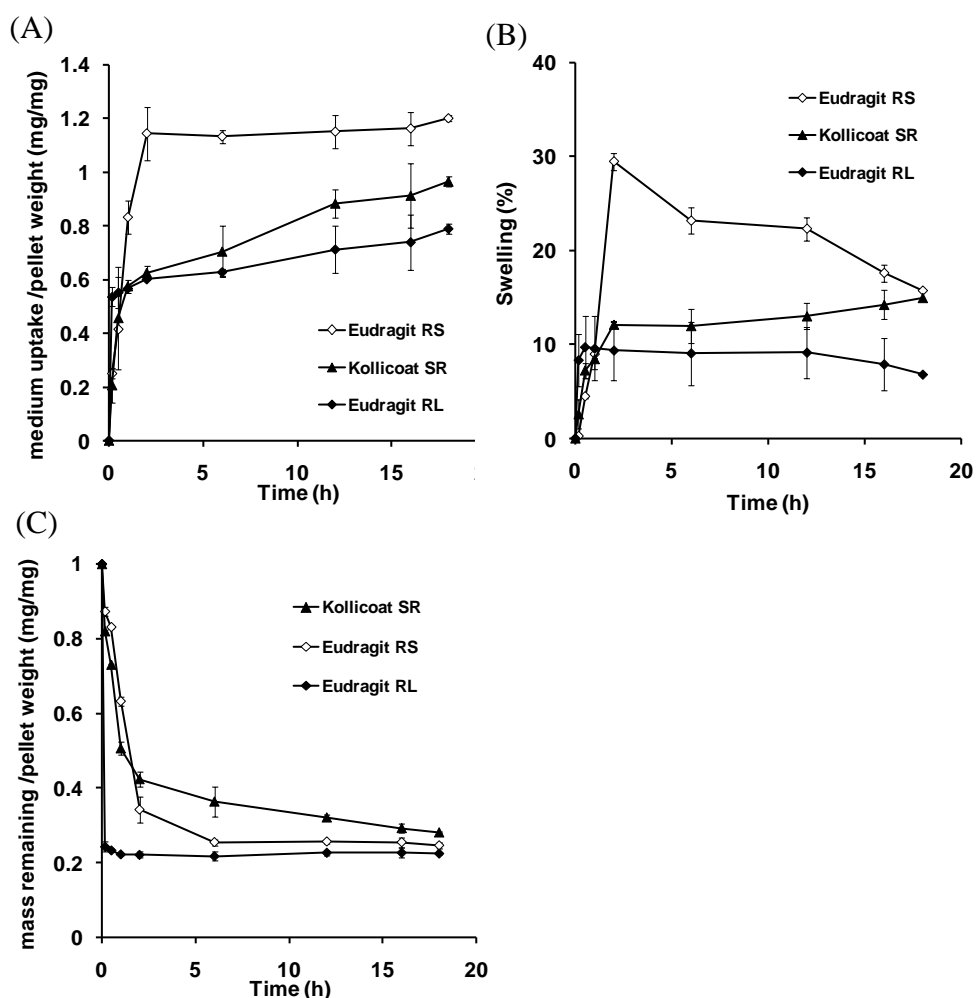 (A)
medium uptake /pellet weight (mg/mg)
1.4
1.2
1
0.8
0.6
0.4
0.2
0
Eudragit RS
Kollicoat SR
Eudragit RL
0 5 10 15
Time (h)
(B)
Swelling (%)
40
30
20
10
0
Eudragit RS
Kollicoat SR
Eudragit RL
0 5 10 15 20
Time (h)
(C)
mass remaining /pellet weight (mg/mg)
1
0.8
0.6
0.4
0.2
0
Kollicoat SR
Eudragit RS
Eudragit RL
0 5 10 15 20
Time (h)